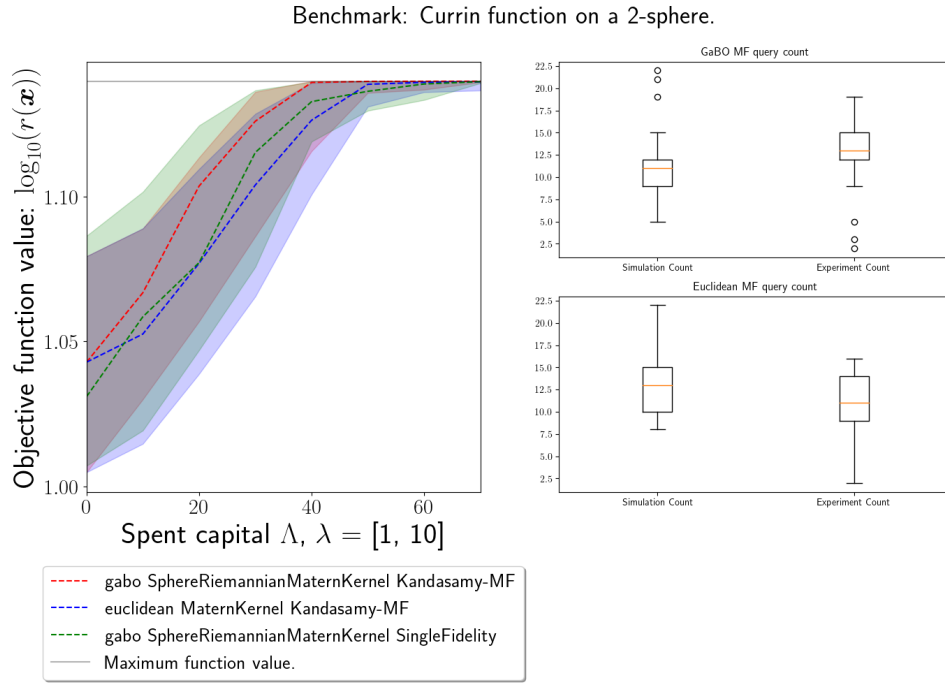 Benchmark: Currin function on a 2-sphere.
Objective function value: log₁₀(r(𝒙))
1.10
1.05
1.00
0
20
40
60
Spent capital Λ, λ = [1, 10]
gabo SphereRiemannianMaternKernel Kandasamy-MF
euclidean MaternKernel Kandasamy-MF
gabo SphereRiemannianMaternKernel SingleFidelity
Maximum function value.
GaBO MF query count
22.5
20.0
17.5
15.0
12.5
10.0
7.5
5.0
2.5
Simulation Count
Experiment Count
Euclidean MF query count
22.5
20.0
17.5
15.0
12.5
10.0
7.5
5.0
2.5
Simulation Count
Experiment Count